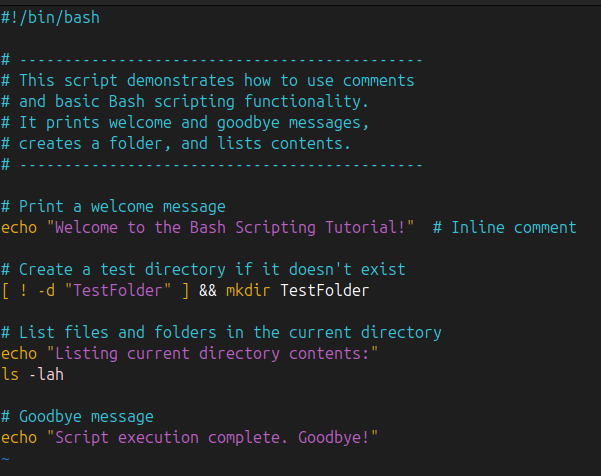 #!/bin/bash
# ---------------------------------------------
# This script demonstrates how to use comments
# and basic Bash scripting functionality.
# It prints welcome and goodbye messages,
# creates a folder, and lists contents.
# ---------------------------------------------
# Print a welcome message
echo "Welcome to the Bash Scripting Tutorial!"  # Inline comment
# Create a test directory if it doesn't exist
[ ! -d "TestFolder" ] && mkdir TestFolder
# List files and folders in the current directory
echo "Listing current directory contents:"
ls -lah
# Goodbye message
echo "Script execution complete. Goodbye!"
~